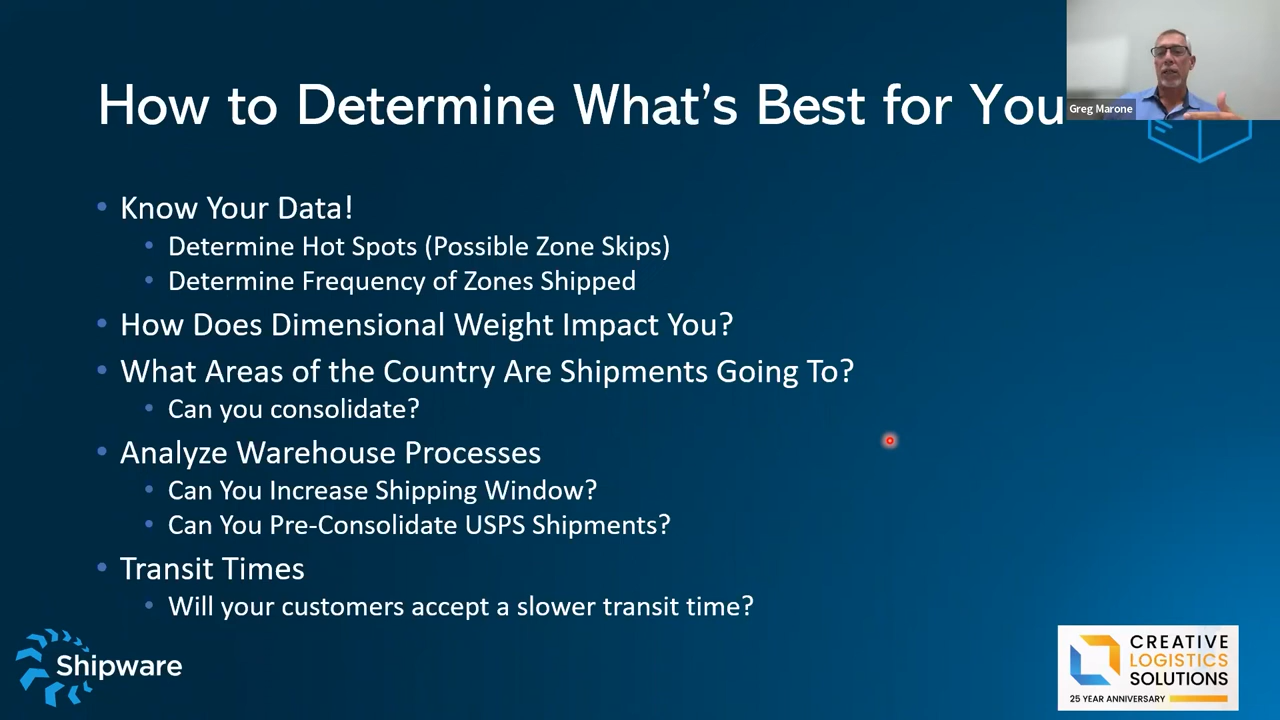 How to Determine What's Best for You
Greg Marone
• Know Your Data!
• Determine Hot Spots (Possible Zone Skips)
• Determine Frequency of Zones Shipped
• How Does Dimensional Weight Impact You?
• What Areas of the Country Are Shipments Going To?
• Can you consolidate?
• Analyze Warehouse Processes
• Can You Increase Shipping Window?
• Can You Pre-Consolidate USPS Shipments?
• Transit Times
• Will your customers accept a slower transit time?
Shipware
CREATIVE
LOGISTICS
SOLUTIONS
25 YEAR ANNIVERSARY